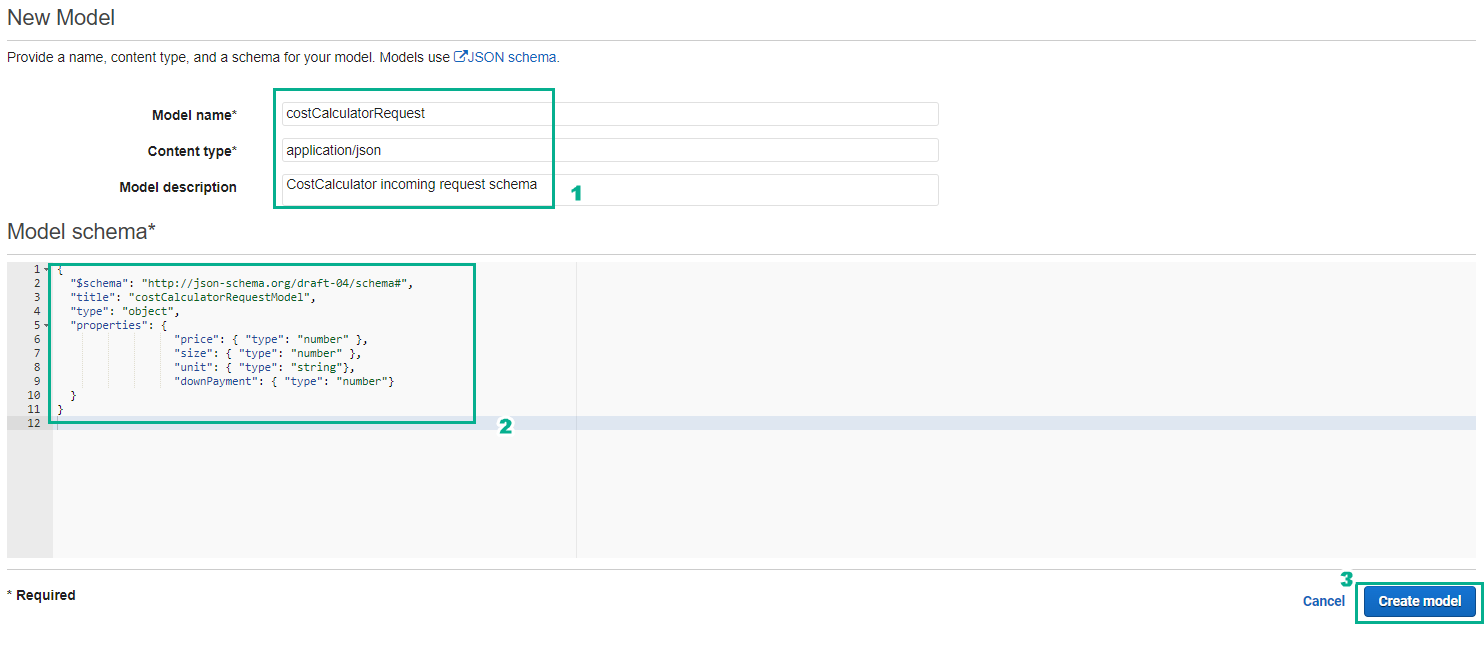 New Model
Provide a name, content type, and a schema for your model. Models use JSON schema.
Model name* costCalculatorRequest
Content type* application/json
Model description CostCalculator incoming request schema
1
Model schema*
1 {
2 "$schema": "http://json-schema.org/draft-04/schema#",
3 "title": "costCalculatorRequestModel",
4 "type": "object",
5 "properties": {
6 "price": { "type": "number" },
7 "size": { "type": "number" },
8 "unit": { "type": "string"},
9 "downPayment": { "type": "number"}
10 }
11 }
12
2
* Required
3
Cancel Create model